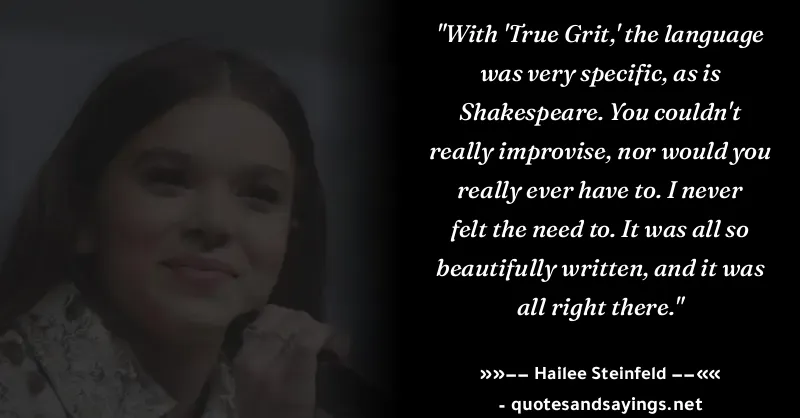 "With 'True Grit,' the language
was very specific, as is
Shakespeare. You couldn't
really improvise, nor would you
really ever have to. I never
felt the need to. It was all so
beautifully written, and it was
all right there."
»»−− Hailee Steinfeld −−««
- quotesandsayings.net